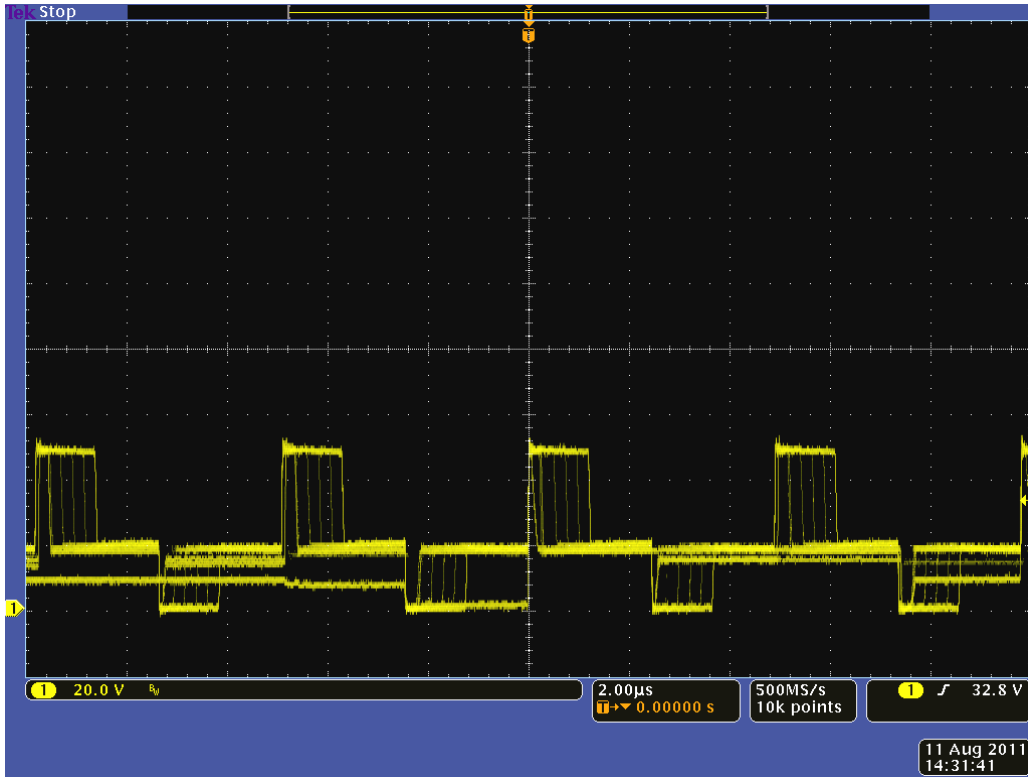 Tek Stop
T
T
1
1 20.0 V BW
2.00µs
T→▼ 0.00000 s
500MS/s
10k points
1 ∫ 32.8 V
11 Aug 2011
14:31:41